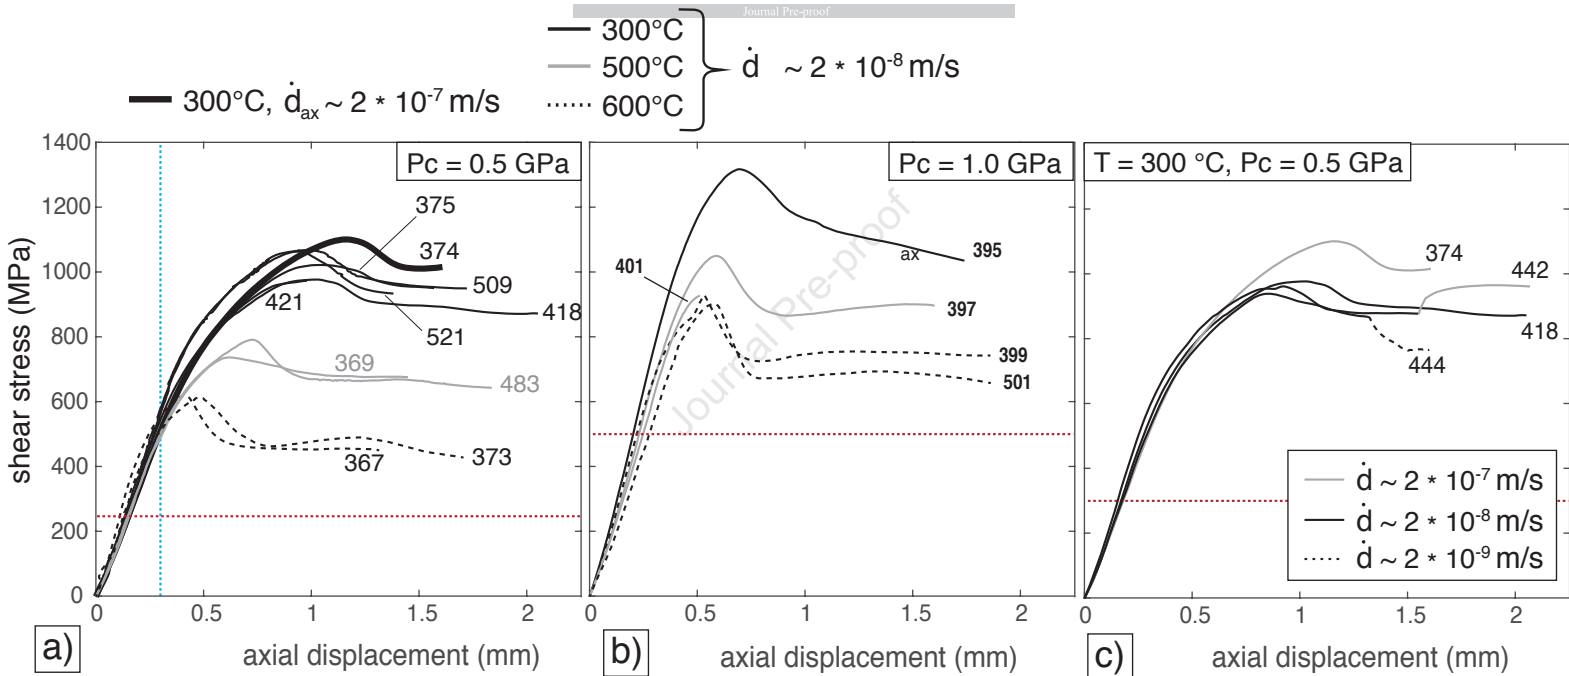 Journal Pre-proof
300°C
500°C
600°C
ḋ ~ 2 * 10⁻⁸ m/s
300°C, ḋax ~ 2 * 10⁻⁷ m/s
shear stress (MPa)
1400
1200
1000
800
600
400
200
0
Pc = 0.5 GPa
375
374
509
418
421
521
369
483
373
367
0
0.5
1
1.5
2
a)
axial displacement (mm)
Pc = 1.0 GPa
Journal Pre-proof
401
ax
395
397
399
501
0
0.5
1
1.5
2
b)
axial displacement (mm)
T = 300 °C, Pc = 0.5 GPa
374
442
418
444
ḋ ~ 2 * 10⁻⁷ m/s
ḋ ~ 2 * 10⁻⁸ m/s
ḋ ~ 2 * 10⁻⁹ m/s
0
0.5
1
1.5
2
c)
axial displacement (mm)